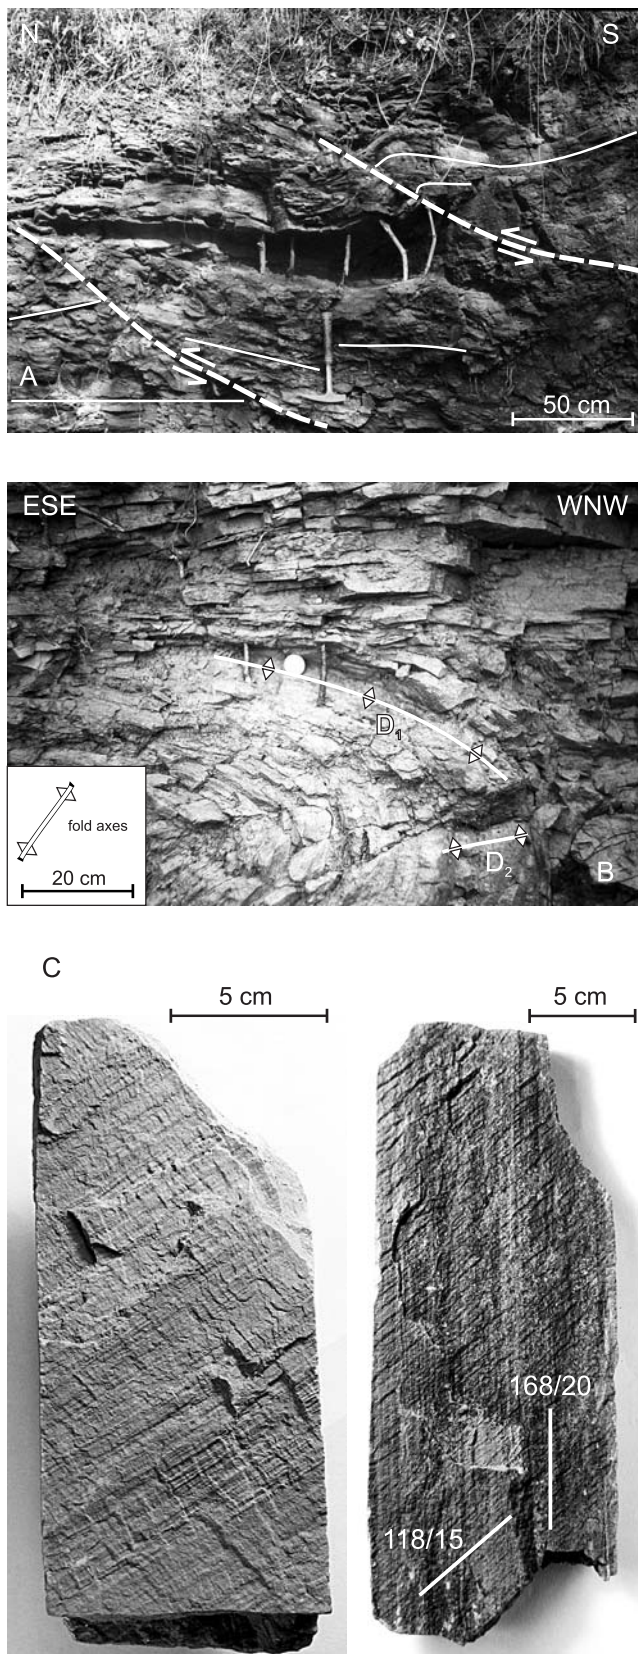 N S
A
50 cm
ESE WNW
D1
fold axes
20 cm
D2
B
C
5 cm 5 cm
168/20
118/15